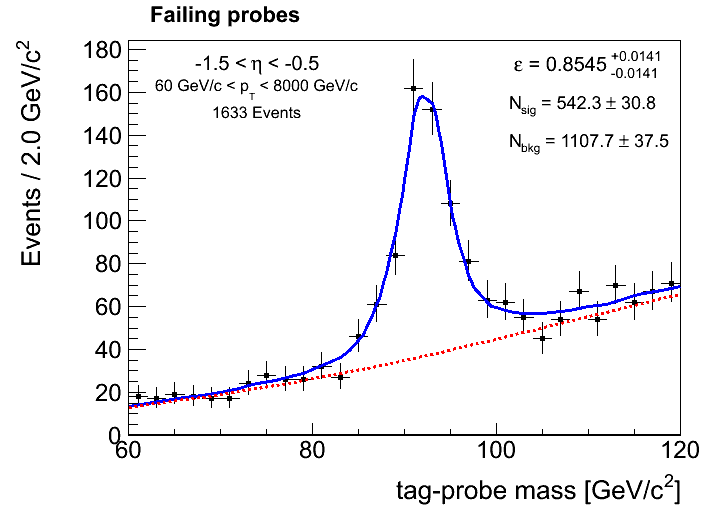 Failing probes
-1.5 < η < -0.5
60 GeV/c < p_T < 8000 GeV/c
1633 Events
ε = 0.8545 +0.0141 -0.0141
N_sig = 542.3 ± 30.8
N_bkg = 1107.7 ± 37.5
Events / 2.0 GeV/c²
180
160
140
120
100
80
60
40
20
0
60 80 100 120
tag-probe mass [GeV/c²]